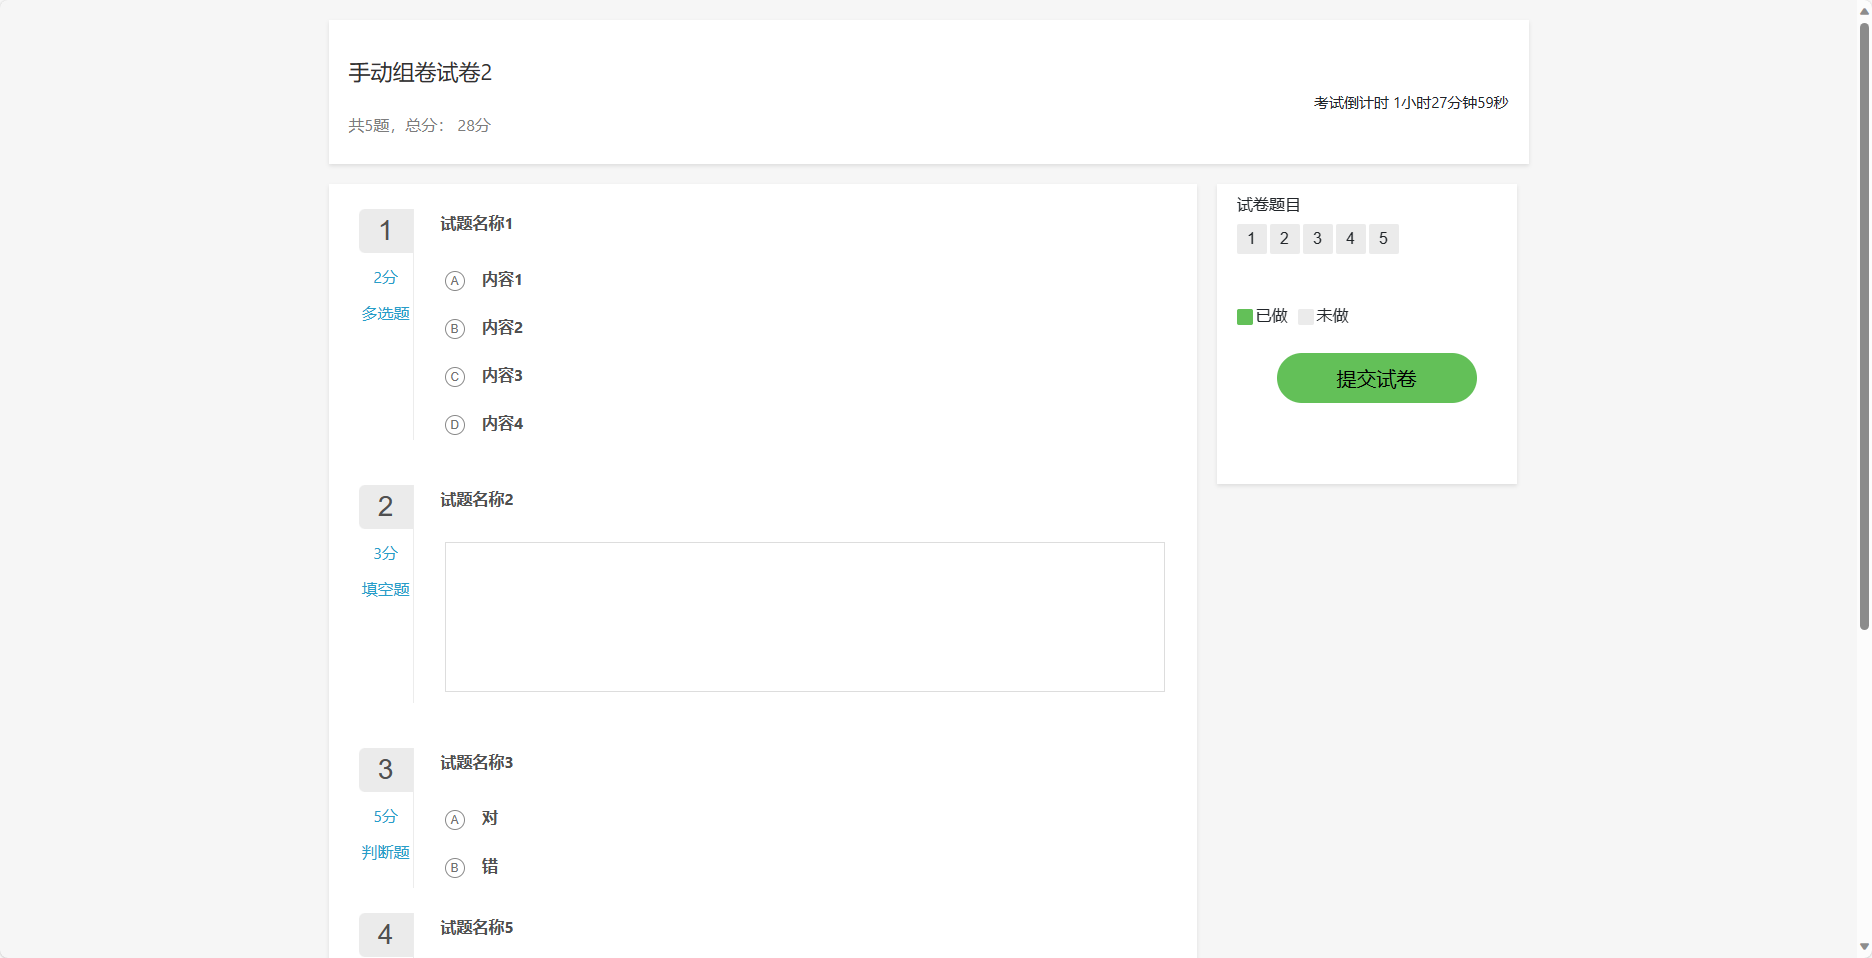 手动组卷试卷2
共5题，总分： 28分
考试倒计时 1小时27分钟59秒
1
2分
多选题
试题名称1
A 内容1
B 内容2
C 内容3
D 内容4
2
3分
填空题
试题名称2
3
5分
判断题
试题名称3
A 对
B 错
4
试题名称5
试卷题目
1 2 3 4 5
已做 未做
提交试卷